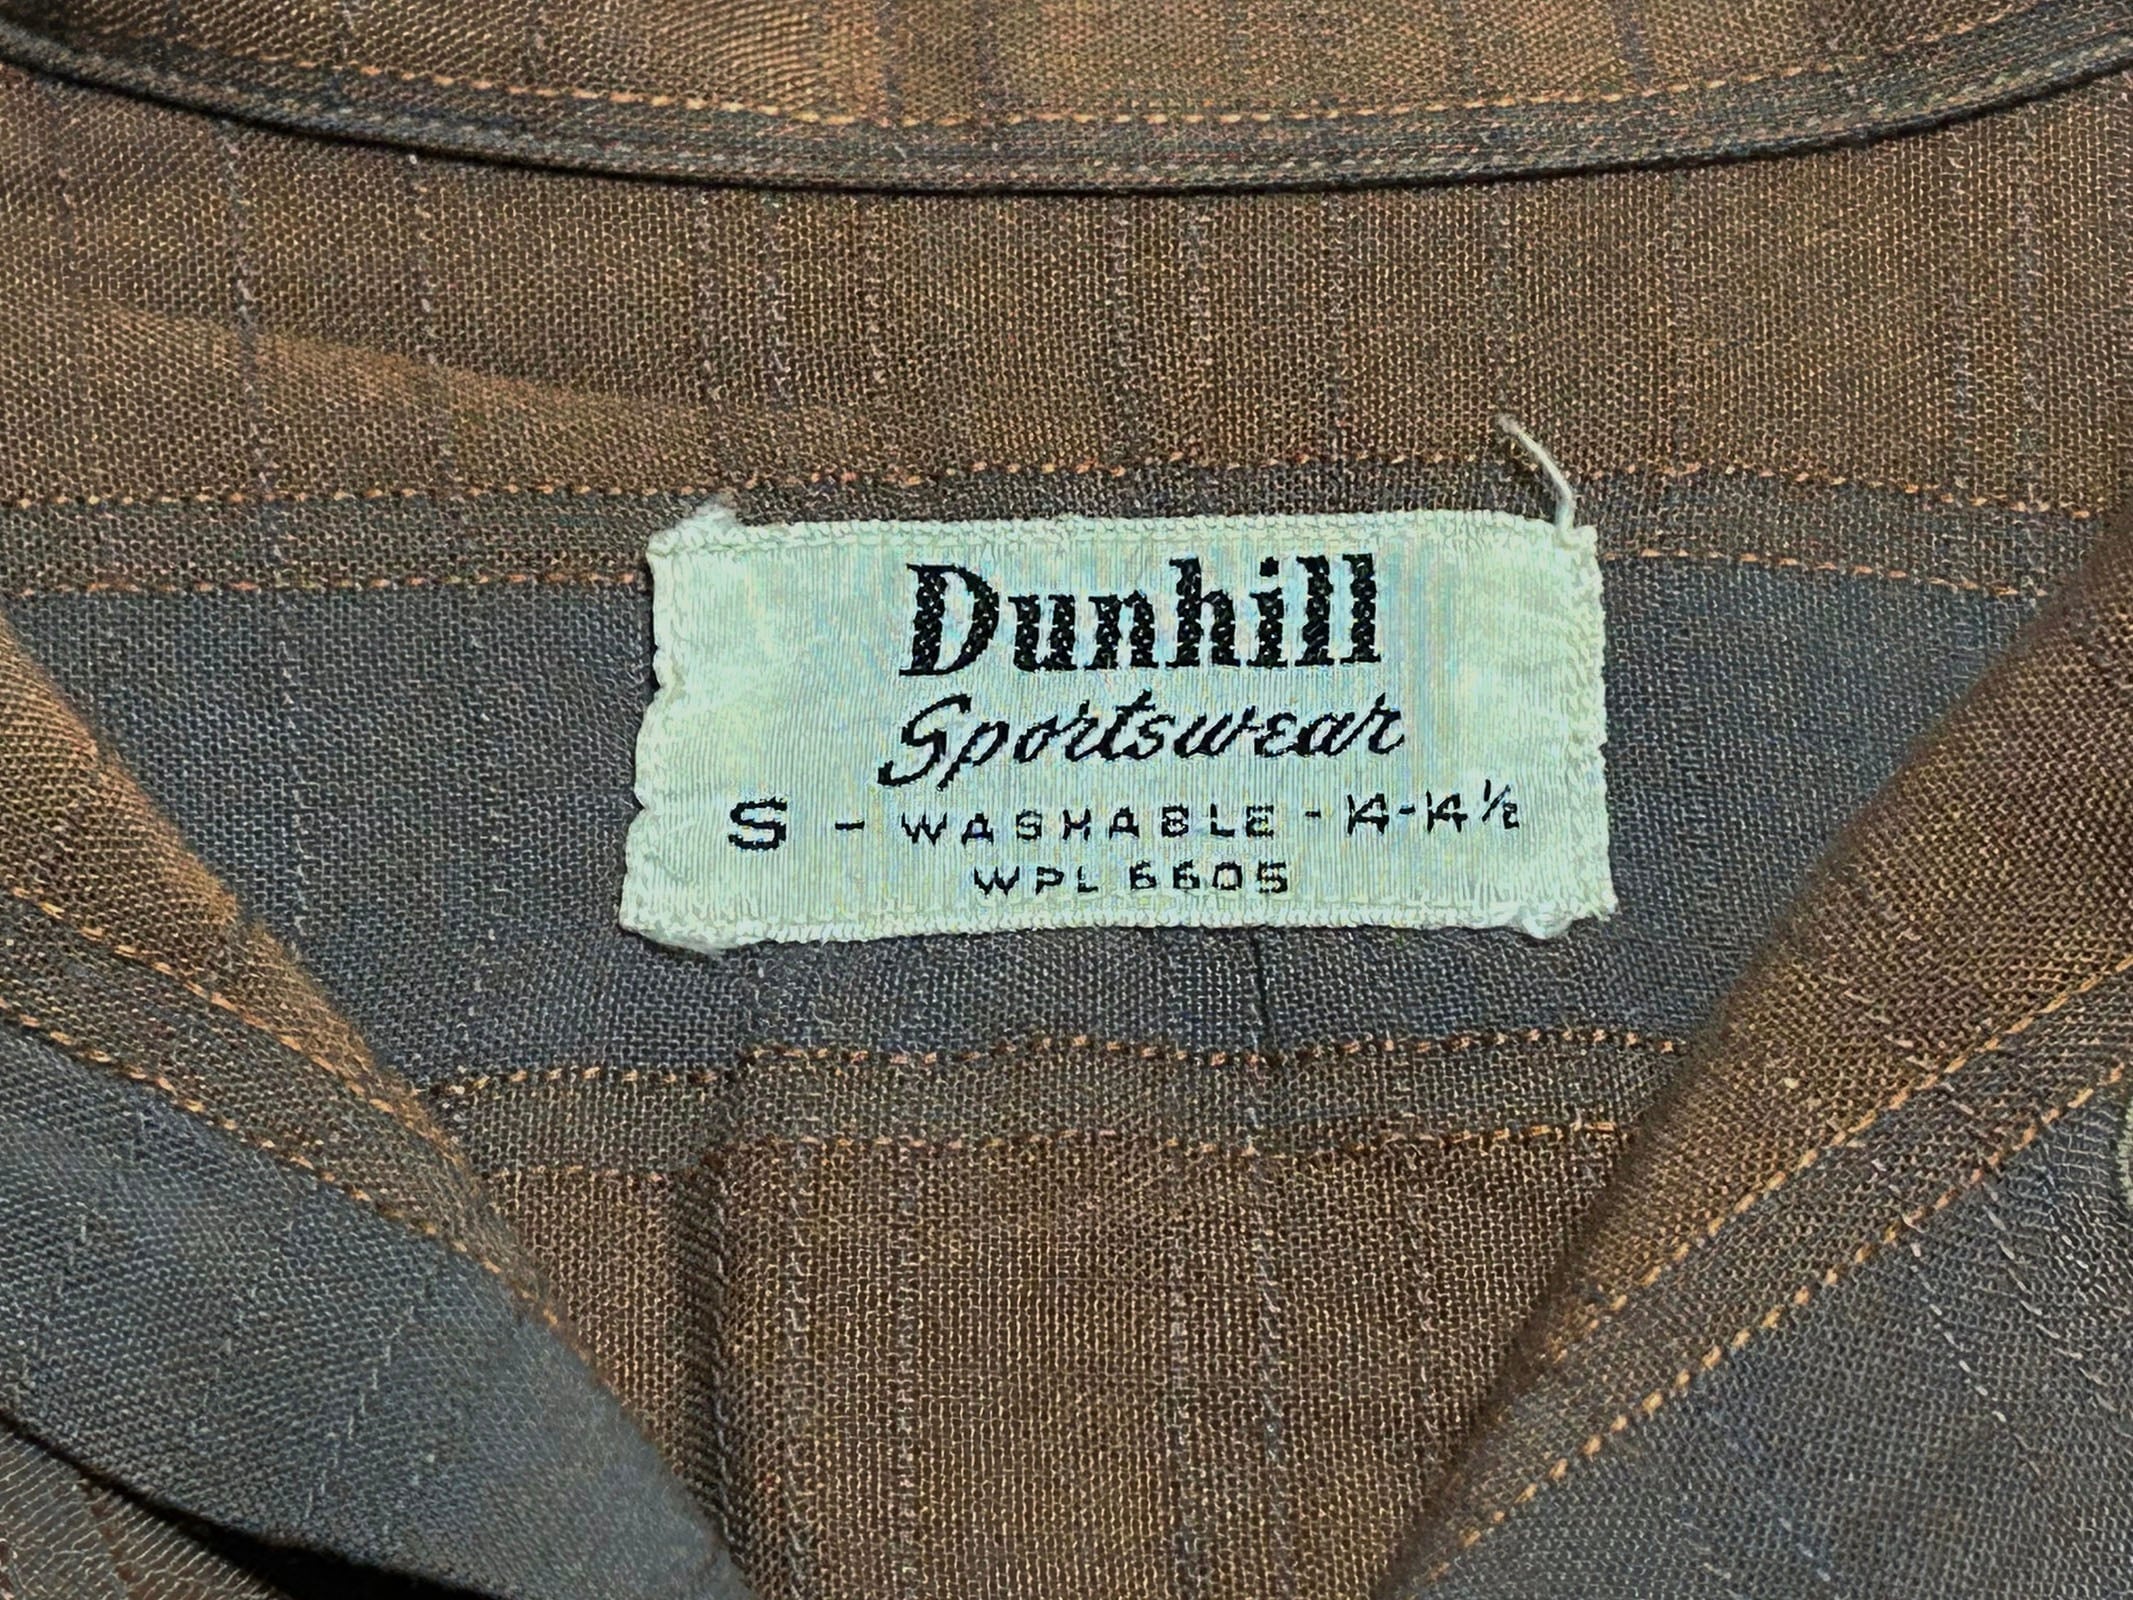 Dunhill
Sportswear
S - WASHABLE - 14-14½
WPL 6605